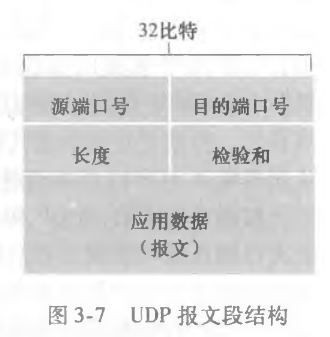 32比特
源端口号 目的端口号
长度 检验和
应用数据
（报文）
图 3-7 UDP 报文段结构